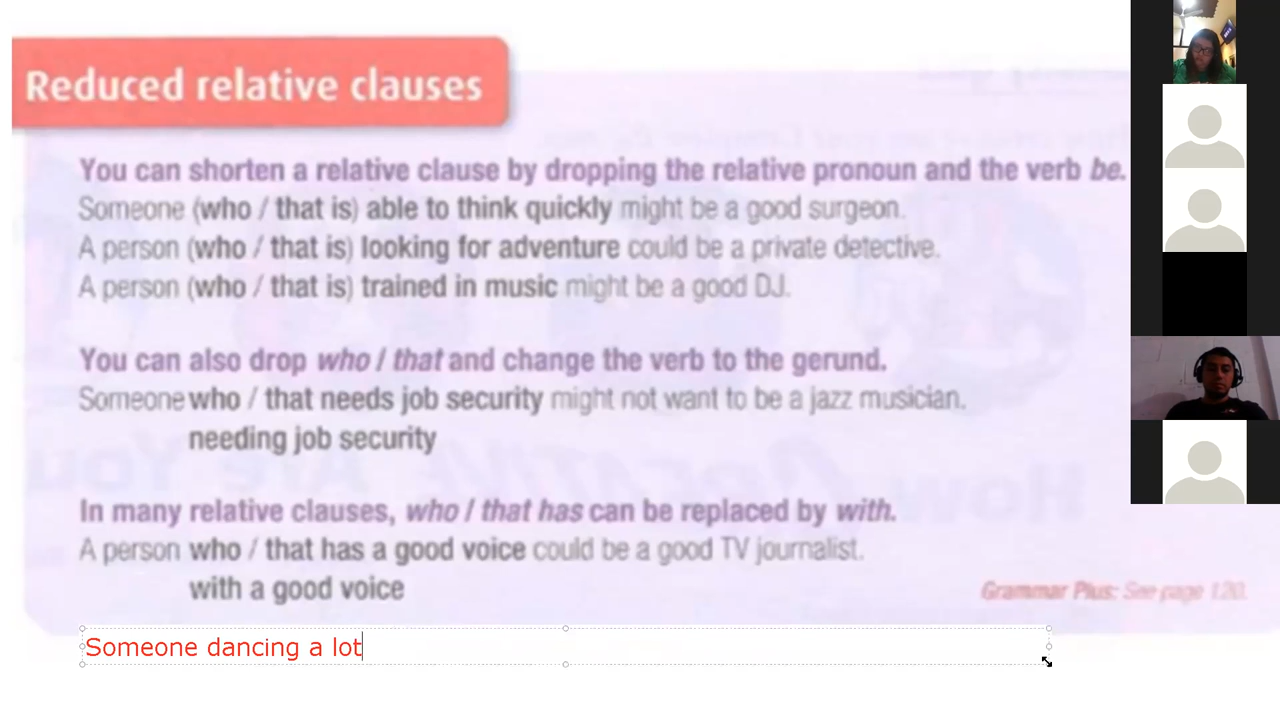 Reduced relative clauses
You can shorten a relative clause by dropping the relative pronoun and the verb be.
Someone (who / that is) able to think quickly might be a good surgeon.
A person (who / that is) looking for adventure could be a private detective.
A person (who / that is) trained in music might be a good DJ.
You can also drop who / that and change the verb to the gerund.
Someone who / that needs job security might not want to be a jazz musician.
needing job security
In many relative clauses, who / that has can be replaced by with.
A person who / that has a good voice could be a good TV journalist.
with a good voice
Grammar Plus: See page 120.
Someone dancing a lot